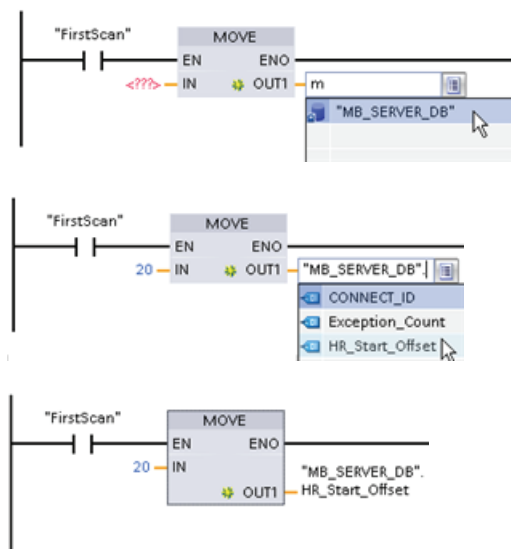 "FirstScan"
MOVE
EN
ENO
<???>
IN
OUT1
m
"MB_SERVER_DB"
"FirstScan"
MOVE
EN
ENO
20
IN
OUT1
"MB_SERVER_DB".
CONNECT_ID
Exception_Count
HR_Start_Offset
"FirstScan"
MOVE
EN
ENO
20
IN
"MB_SERVER_DB".
OUT1
HR_Start_Offset